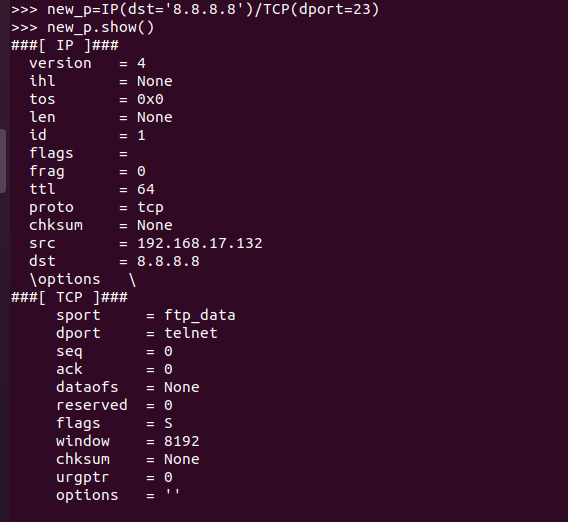 >>> new_p=IP(dst='8.8.8.8')/TCP(dport=23)
>>> new_p.show()
###[ IP ]###
  version   = 4
  ihl       = None
  tos       = 0x0
  len       = None
  id        = 1
  flags     =
  frag      = 0
  ttl       = 64
  proto     = tcp
  chksum    = None
  src       = 192.168.17.132
  dst       = 8.8.8.8
  \options   \
###[ TCP ]###
     sport     = ftp_data
     dport     = telnet
     seq       = 0
     ack       = 0
     dataofs   = None
     reserved  = 0
     flags     = S
     window    = 8192
     chksum    = None
     urgptr    = 0
     options   = ''